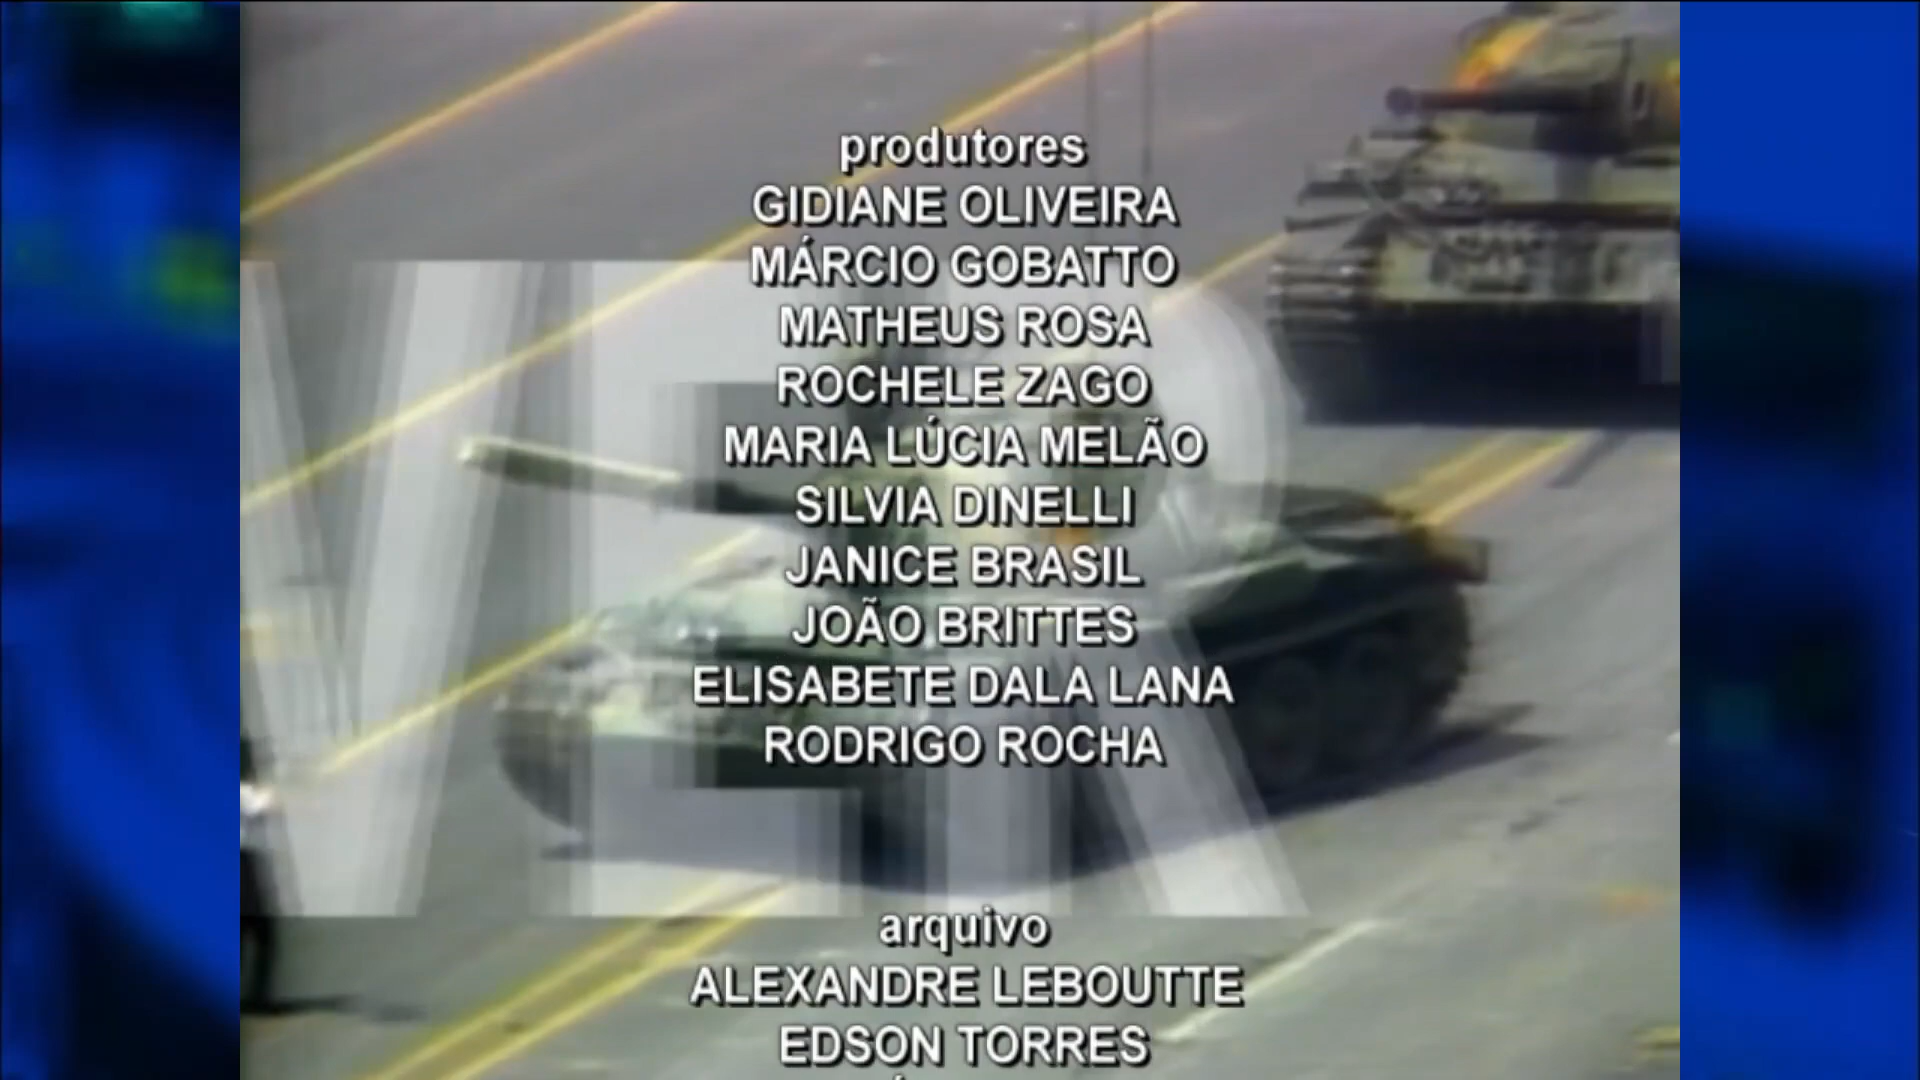 produtores
GIDIANE OLIVEIRA
MÁRCIO GOBATTO
MATHEUS ROSA
ROCHELE ZAGO
MARIA LÚCIA MELÃO
SILVIA DINELLI
JANICE BRASIL
JOÃO BRITTES
ELISABETE DALA LANA
RODRIGO ROCHA
arquivo
ALEXANDRE LEBOUTTE
EDSON TORRES
VER